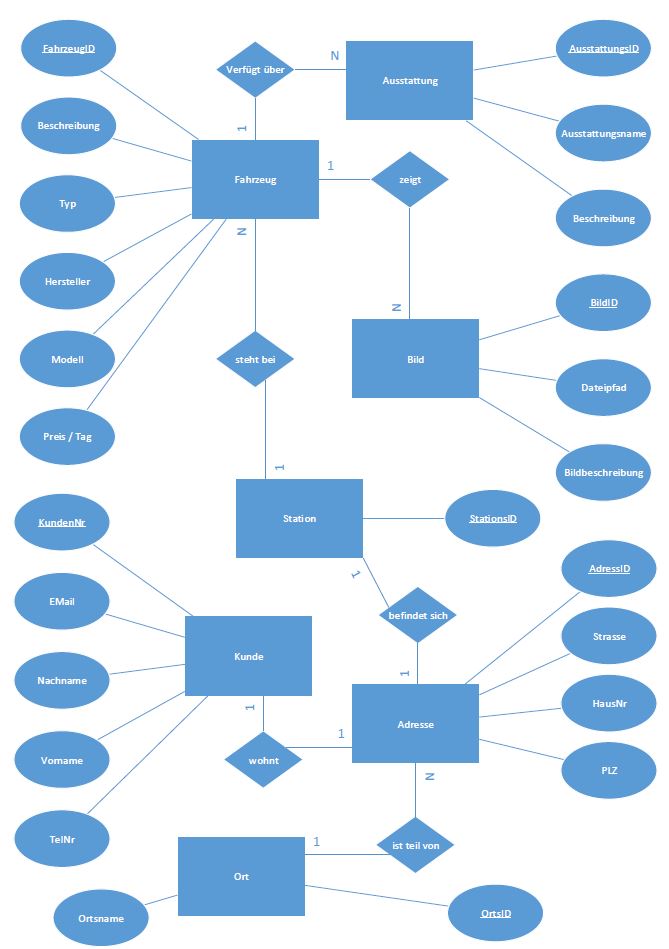 FahrzeugID
AusstattungsID
Verfügt über
N
Ausstattung
Beschreibung
1
Ausstattungsname
Fahrzeug
1
zeigt
Typ
Beschreibung
N
Hersteller
BildID
N
Modell
steht bei
Bild
Dateipfad
Preis / Tag
1
Bildbeschreibung
KundenNr
Station
StationsID
1
AdressID
EMail
befindet sich
Strasse
Kunde
1
Nachname
HausNr
1
Adresse
1
Vorname
wohnt
PLZ
N
TelNr
1
ist teil von
Ort
Ortsname
OrtsID